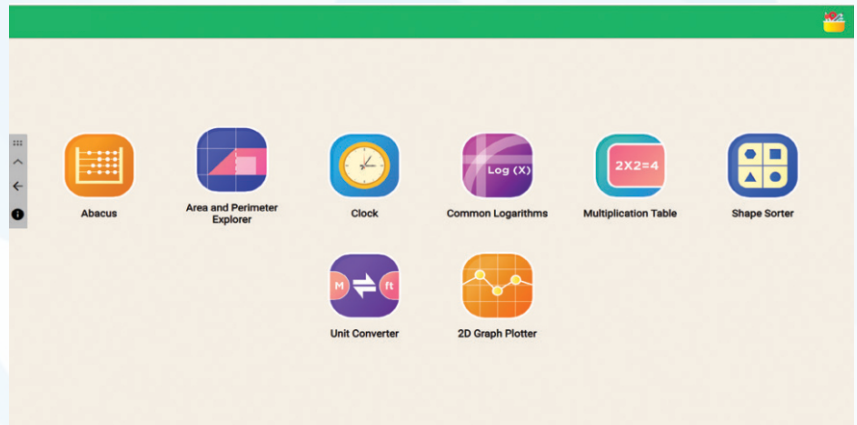 Log (X)
2X2=4
Abacus
Area and Perimeter
Explorer
Clock
Common Logarithms
Multiplication Table
Shape Sorter
M ft
Unit Converter
2D Graph Plotter